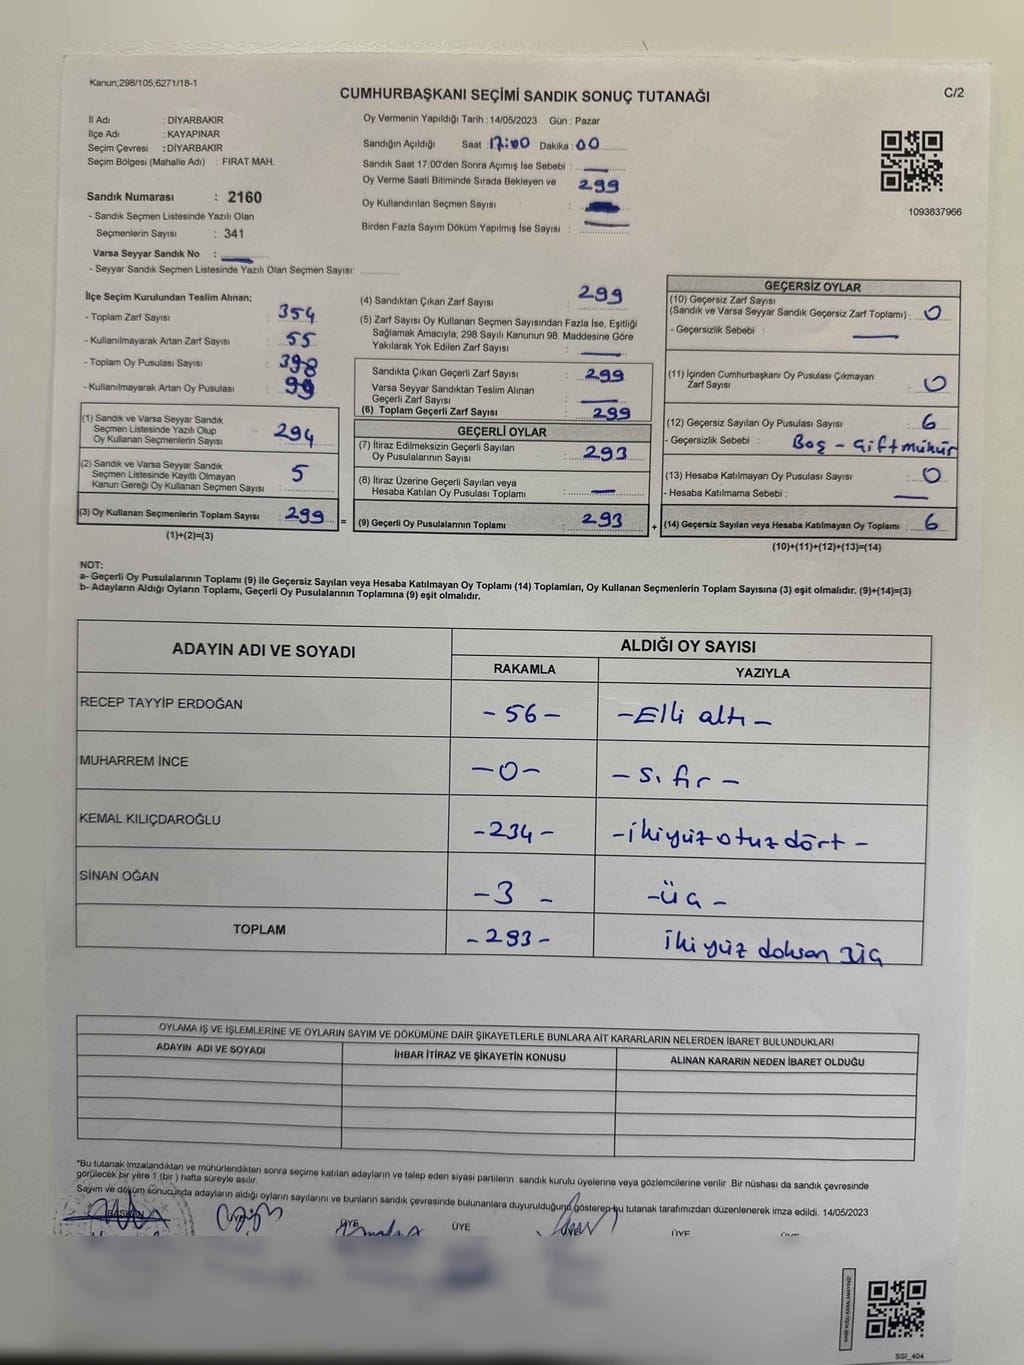 Kanun;298/105;6271/18-1
C/2
CUMHURBAŞKANI SEÇİMİ SANDIK SONUÇ TUTANAĞI
İl Adı : DİYARBAKIR
İlçe Adı : KAYAPINAR
Seçim Çevresi : DİYARBAKIR
Seçim Bölgesi (Mahalle Adı) : FIRAT MAH.
Sandık Numarası : 2160
- Sandık Seçmen Listesinde Yazılı Olan
Seçmenlerin Sayısı : 341
Varsa Seyyar Sandık No :
- Seyyar Sandık Seçmen Listesinde Yazılı Olan Seçmen Sayısı:
Oy Vermenin Yapıldığı Tarih : 14/05/2023 Gün : Pazar
Sandığın Açıldığı Saat : 17:00 Dakika : 00
Sandık Saat 17.00'den Sonra Açımış İse Sebebi :
Oy Verme Saati Bitiminde Sırada Bekleyen ve 299
Oy Kullandırılan Seçmen Sayısı :
Birden Fazla Sayım Döküm Yapılmış İse Sayısı :
1093837966
İlçe Seçim Kurulundan Teslim Alınan;
- Toplam Zarf Sayısı : 354
- Kullanılmayarak Artan Zarf Sayısı : 55
- Toplam Oy Pusulası Sayısı : 398
- Kullanılmayarak Artan Oy Pusulası : 99
(1) Sandık ve Varsa Seyyar Sandık
Seçmen Listesinde Yazılı Olup
Oy Kullanan Seçmenlerin Sayısı : 294
(2) Sandık ve Varsa Seyyar Sandık
Seçmen Listesinde Kayıtlı Olmayan
Kanun Gereği Oy Kullanan Seçmen Sayısı : 5
(3) Oy Kullanan Seçmenlerin Toplam Sayısı : 299 =
(1)+(2)=(3)
(4) Sandıktan Çıkan Zarf Sayısı : 299
(5) Zarf Sayısı Oy Kullanan Seçmen Sayısından Fazla İse, Eşitliği
Sağlamak Amacıyla; 298 Sayılı Kanunun 98. Maddesine Göre
Yakılarak Yok Edilen Zarf Sayısı :
Sandıkta Çıkan Geçerli Zarf Sayısı : 299
Varsa Seyyar Sandıktan Teslim Alınan
Geçerli Zarf Sayısı :
(6) Toplam Geçerli Zarf Sayısı : 299
GEÇERLİ OYLAR
(7) İtiraz Edilmeksizin Geçerli Sayılan
Oy Pusulalarının Sayısı : 293
(8) İtiraz Üzerine Geçerli Sayılan veya
Hesaba Katılan Oy Pusulası Toplamı :
(9) Geçerli Oy Pusulalarının Toplamı : 293 +
GEÇERSİZ OYLAR
(10) Geçersiz Zarf Sayısı
(Sandık ve Varsa Seyyar Sandık Geçersiz Zarf Toplamı) : 0
- Geçersizlik Sebebi :
(11) İçinden Cumhurbaşkanı Oy Pusulası Çıkmayan
Zarf Sayısı : 0
(12) Geçersiz Sayılan Oy Pusulası Sayısı : 6
- Geçersizlik Sebebi : Boş - Çift mühür
(13) Hesaba Katılmayan Oy Pusulası Sayısı : 0
- Hesaba Katılmama Sebebi :
(14) Geçersiz Sayılan veya Hesaba Katılmayan Oy Toplamı : 6
(10)+(11)+(12)+(13)=(14)
NOT:
a- Geçerli Oy Pusulalarının Toplamı (9) ile Geçersiz Sayılan veya Hesaba Katılmayan Oy Toplamı (14) Toplamları, Oy Kullanan Seçmenlerin Toplam Sayısına (3) eşit olmalıdır. (9)+(14)=(3)
b- Adayların Aldığı Oyların Toplamı, Geçerli Oy Pusulalarının Toplamına (9) eşit olmalıdır.
ADAYIN ADI VE SOYADI
ALDIĞI OY SAYISI
RAKAMLA YAZIYLA
RECEP TAYYİP ERDOĞAN - 56 - - Elli altı -
MUHARREM İNCE - 0 - - sıfır -
KEMAL KILIÇDAROĞLU - 234 - - ikiyüz otuz dört -
SİNAN OĞAN - 3 - - üç -
TOPLAM - 293 - ikiyüz doksan üç
OYLAMA İŞ VE İŞLEMLERİNE VE OYLARIN SAYIM VE DÖKÜMÜNE DAİR ŞİKAYETLERLE BUNLARA AİT KARARLARIN NELERDEN İBARET BULUNDUKLARI
ADAYIN ADI VE SOYADI İHBAR İTİRAZ VE ŞİKAYETİN KONUSU ALINAN KARARIN NEDEN İBARET OLDUĞU
*Bu tutanak imzalandıktan ve mühürlendikten sonra seçime katılan adayların ve talep eden siyasi partilerin sandık kurulu üyelerine veya gözlemcilerine verilir .Bir nüshası da sandık çevresinde
görülecek bir yere 1 (bir ) hafta süreyle asılır.
Sayım ve döküm sonucunda adayların aldığı oyların sayılarını ve bunların sandık çevresinde bulunanlara duyurulduğunu gösteren bu tutanak tarafımızdan düzenlenerek imza edildi. 14/05/2023
BAŞKAN ÜYE ÜYE ÜYE ÜYE ÜYE ÜYE
SSI_404